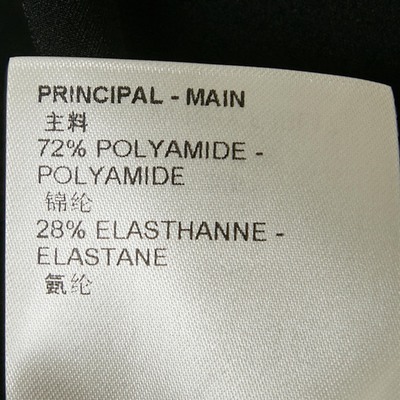 PRINCIPAL - MAIN
主料
72% POLYAMIDE -
POLYAMIDE
锦纶
28% ELASTHANNE -
ELASTANE
氨纶